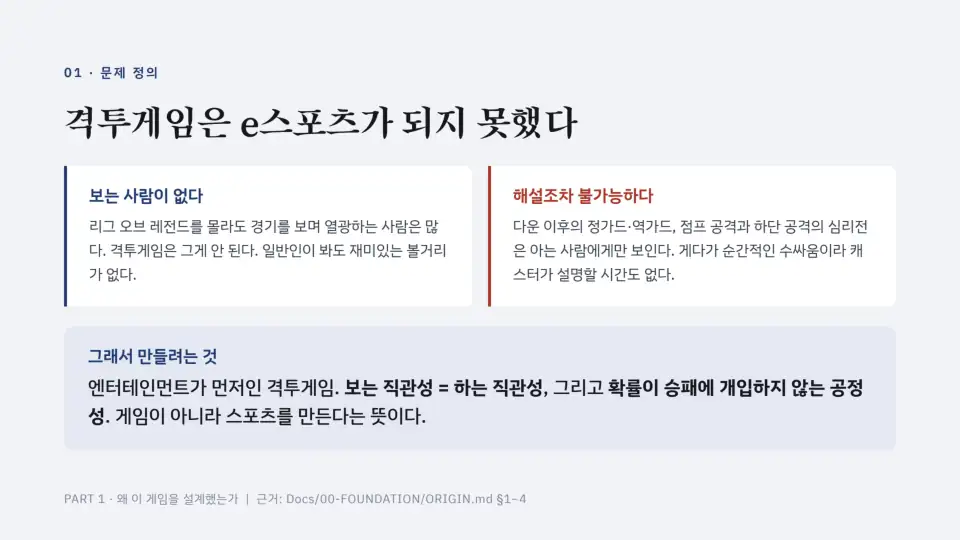 01 · 문제 정의
격투게임은 e스포츠가 되지 못했다
보는 사람이 없다
리그 오브 레전드를 몰라도 경기를 보며 열광하는 사람은 많
다. 격투게임은 그게 안 된다. 일반인이 봐도 재미있는 볼거리
가 없다.
해설조차 불가능하다
다운 이후의 정가드·역가드, 점프 공격과 하단 공격의 심리전
은 아는 사람에게만 보인다. 게다가 순간적인 수싸움이라 캐
스터가 설명할 시간도 없다.
그래서 만들려는 것
엔터테인먼트가 먼저인 격투게임. 보는 직관성 = 하는 직관성, 그리고 확률이 승패에 개입하지 않는 공정
성. 게임이 아니라 스포츠를 만든다는 뜻이다.
PART 1 · 왜 이 게임을 설계했는가 | 근거: Docs/00-FOUNDATION/ORIGIN.md §1–4